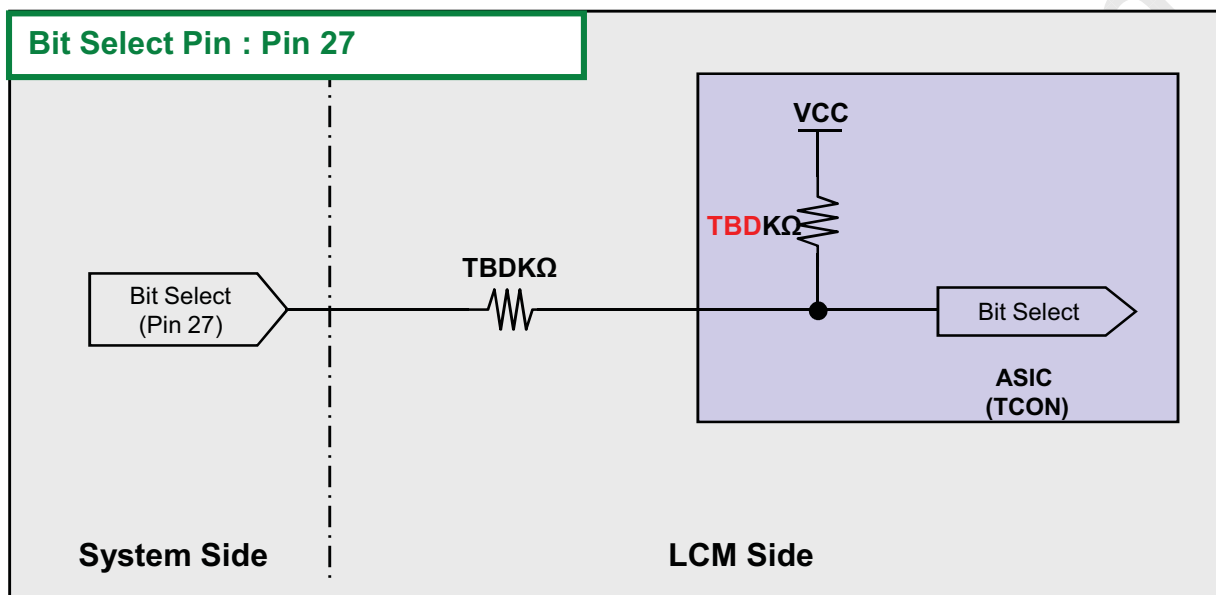 Bit Select Pin : Pin 27
VCC
TBDKΩ
TBDKΩ
Bit Select
(Pin 27)
Bit Select
ASIC
(TCON)
System Side
LCM Side